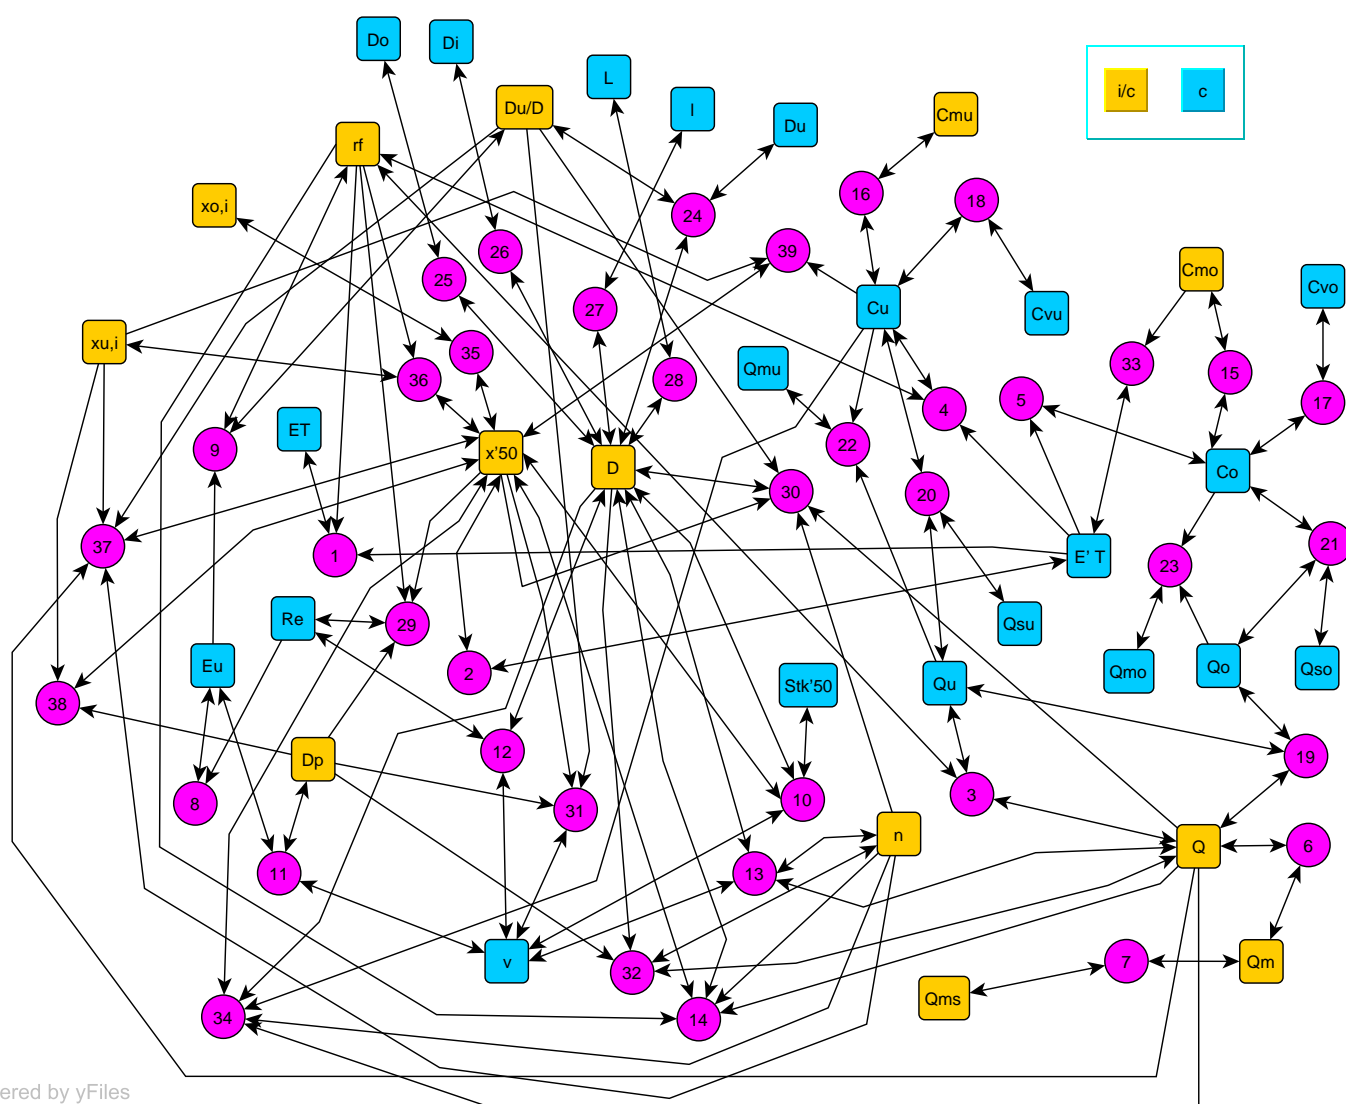 Do
Di
L
I
Du/D
Du
Cmu
i/c
c
rf
16
18
xo,i
24
39
26
25
Cmo
Cvo
27
Cu
Cvu
xu,i
35
36
28
Qmu
33
15
5
4
17
9
ET
22
x'50
D
Co
30
20
37
1
E' T
21
23
Re
29
Qsu
Eu
2
Stk'50
Qu
Qmo
Qo
Qso
38
Dp
12
19
8
31
10
3
n
Q
6
11
13
v
32
7
Qm
Qms
34
14
ered by yFiles